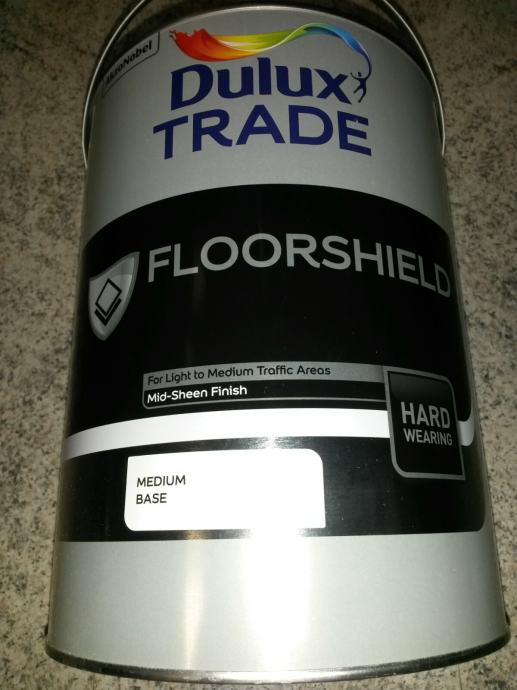 AkzoNobel
Dulux
TRADE
FLOORSHIELD
For Light to Medium Traffic Areas
Mid-Sheen Finish
HARD
WEARING
MEDIUM
BASE